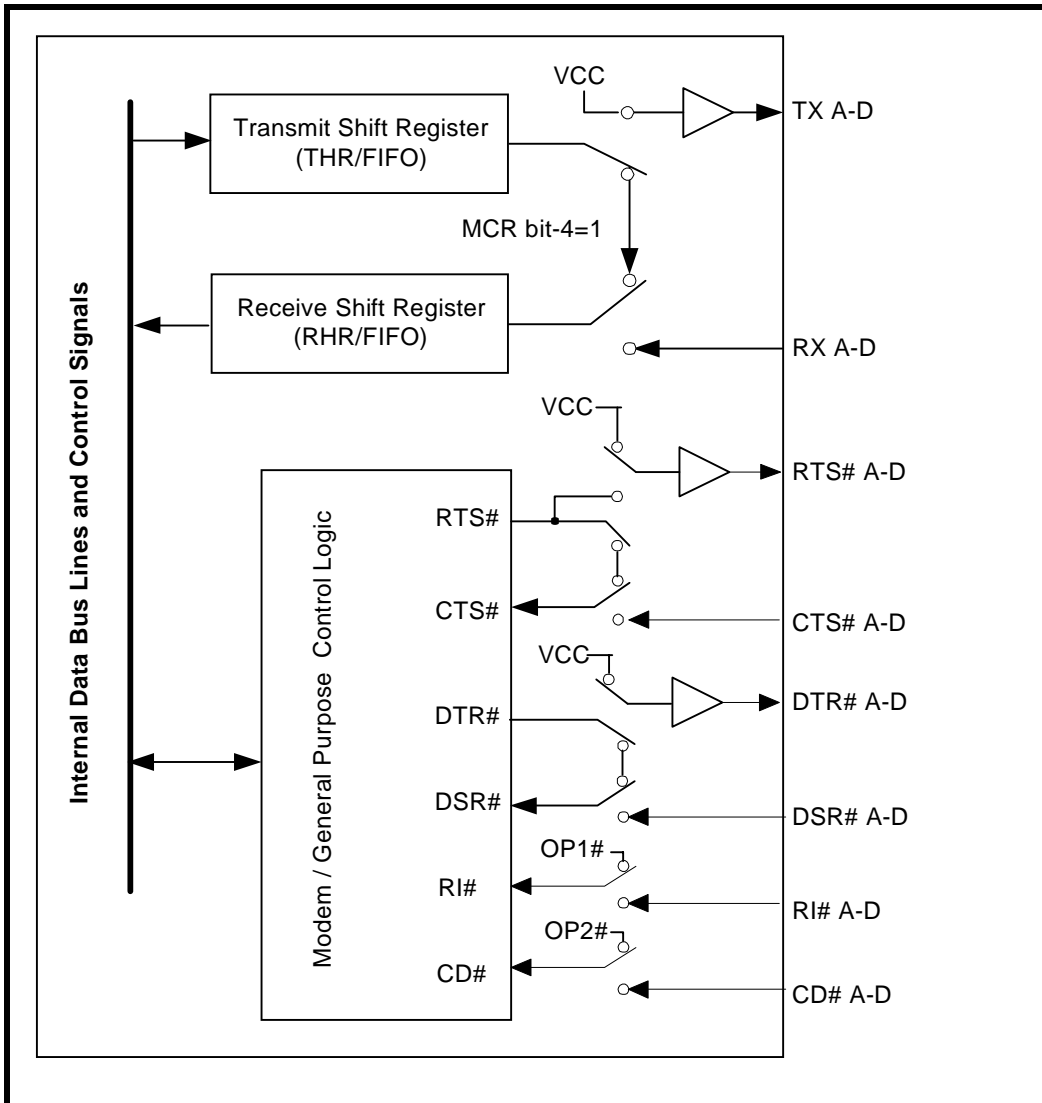 VCC
TX A-D
Transmit Shift Register
(THR/FIFO)
MCR bit-4=1
Receive Shift Register
(RHR/FIFO)
RX A-D
Internal Data Bus Lines and Control Signals
VCC
RTS# A-D
Modem / General Purpose Control Logic
RTS#
CTS#
CTS# A-D
VCC
DTR# A-D
DTR#
DSR#
DSR# A-D
OP1#
RI#
RI# A-D
OP2#
CD#
CD# A-D